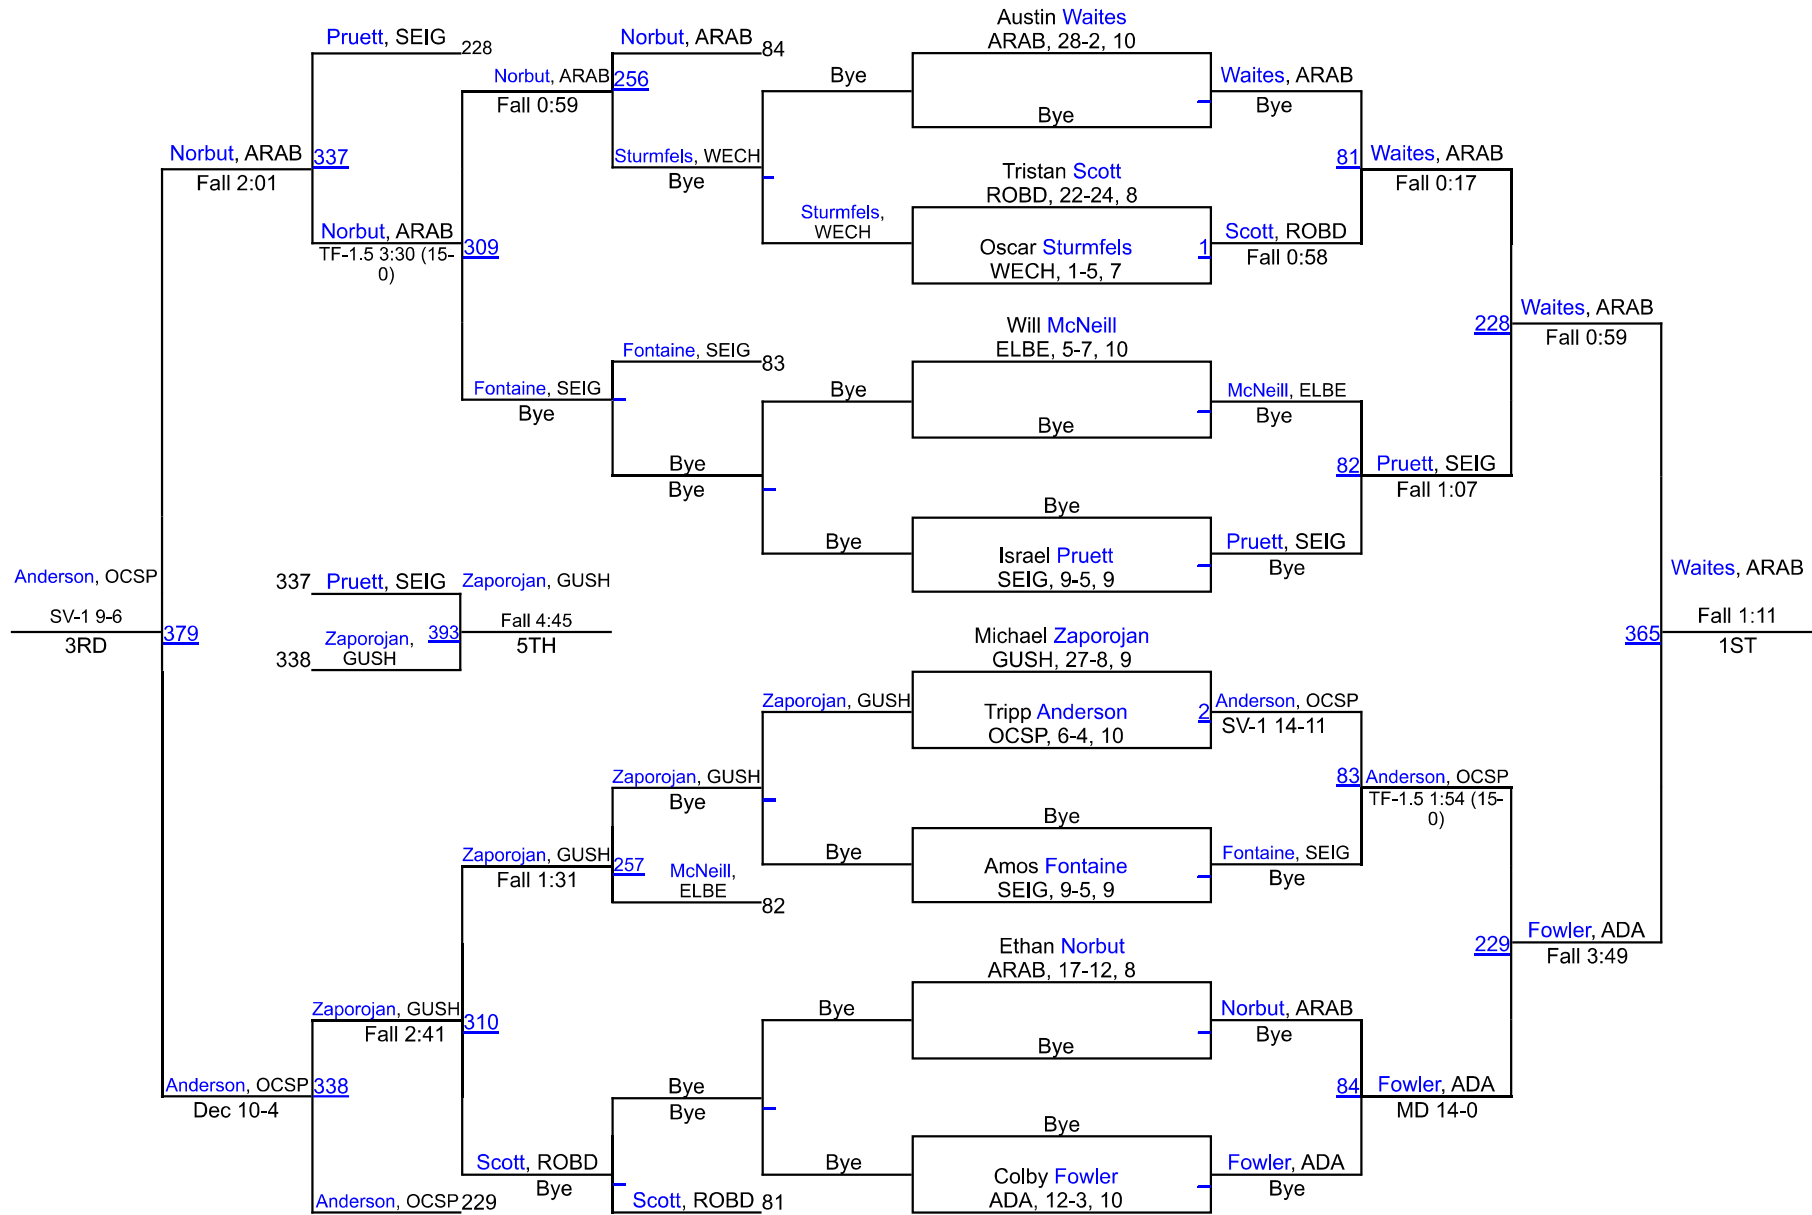 Austin Waites
ARAB, 28-2, 10
Bye
Waites, ARAB
Bye
Bye
Tristan Scott
ROBD, 22-24, 8
Sturmfels,
WECH
Oscar Sturmfels
WECH, 1-5, 7
1
Scott, ROBD
Fall 0:58
81
Waites, ARAB
Fall 0:17
Will McNeill
ELBE, 5-7, 10
Bye
McNeill, ELBE
Bye
Bye
82
Pruett, SEIG
Fall 1:07
Bye
Bye
Israel Pruett
SEIG, 9-5, 9
Pruett, SEIG
Bye
228
Waites, ARAB
Fall 0:59
Michael Zaporojan
GUSH, 27-8, 9
Zaporojan, GUSH
Tripp Anderson
OCSP, 6-4, 10
2
Anderson, OCSP
SV-1 14-11
83
Anderson, OCSP
TF-1.5 1:54 (15-
0)
Bye
Bye
Amos Fontaine
SEIG, 9-5, 9
Fontaine, SEIG
Bye
Ethan Norbut
ARAB, 17-12, 8
Bye
Norbut, ARAB
Bye
Bye
84
Fowler, ADA
MD 14-0
Bye
Bye
Colby Fowler
ADA, 12-3, 10
Fowler, ADA
Bye
229
Fowler, ADA
Fall 3:49
365
Waites, ARAB
Fall 1:11
1ST
Pruett, SEIG
228
Norbut, ARAB
84
Norbut, ARAB
256
Fall 0:59
Sturmfels, WECH
Bye
Norbut, ARAB
337
Fall 2:01
Norbut, ARAB
309
TF-1.5 3:30 (15-
0)
Fontaine, SEIG
83
Fontaine, SEIG
Bye
Bye
Bye
Anderson, OCSP
SV-1 9-6
379
3RD
337
Pruett, SEIG
Zaporojan, GUSH
Fall 4:45
393
5TH
338
Zaporojan,
GUSH
Zaporojan, GUSH
Bye
Zaporojan, GUSH
257
Fall 1:31
McNeill,
ELBE
82
Zaporojan, GUSH
310
Fall 2:41
Anderson, OCSP
338
Dec 10-4
Bye
Bye
Scott, ROBD
Bye
Scott, ROBD
81
Anderson, OCSP
229